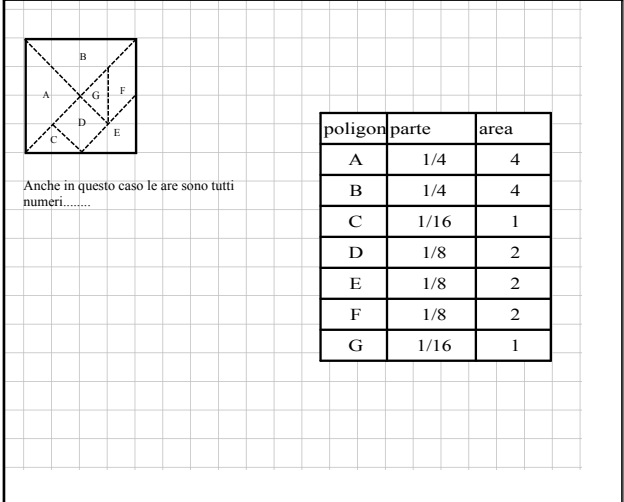 B
A
G
F
D
E
C
Anche in questo caso le are sono tutti
numeri........
poligon parte area
A 1/4 4
B 1/4 4
C 1/16 1
D 1/8 2
E 1/8 2
F 1/8 2
G 1/16 1